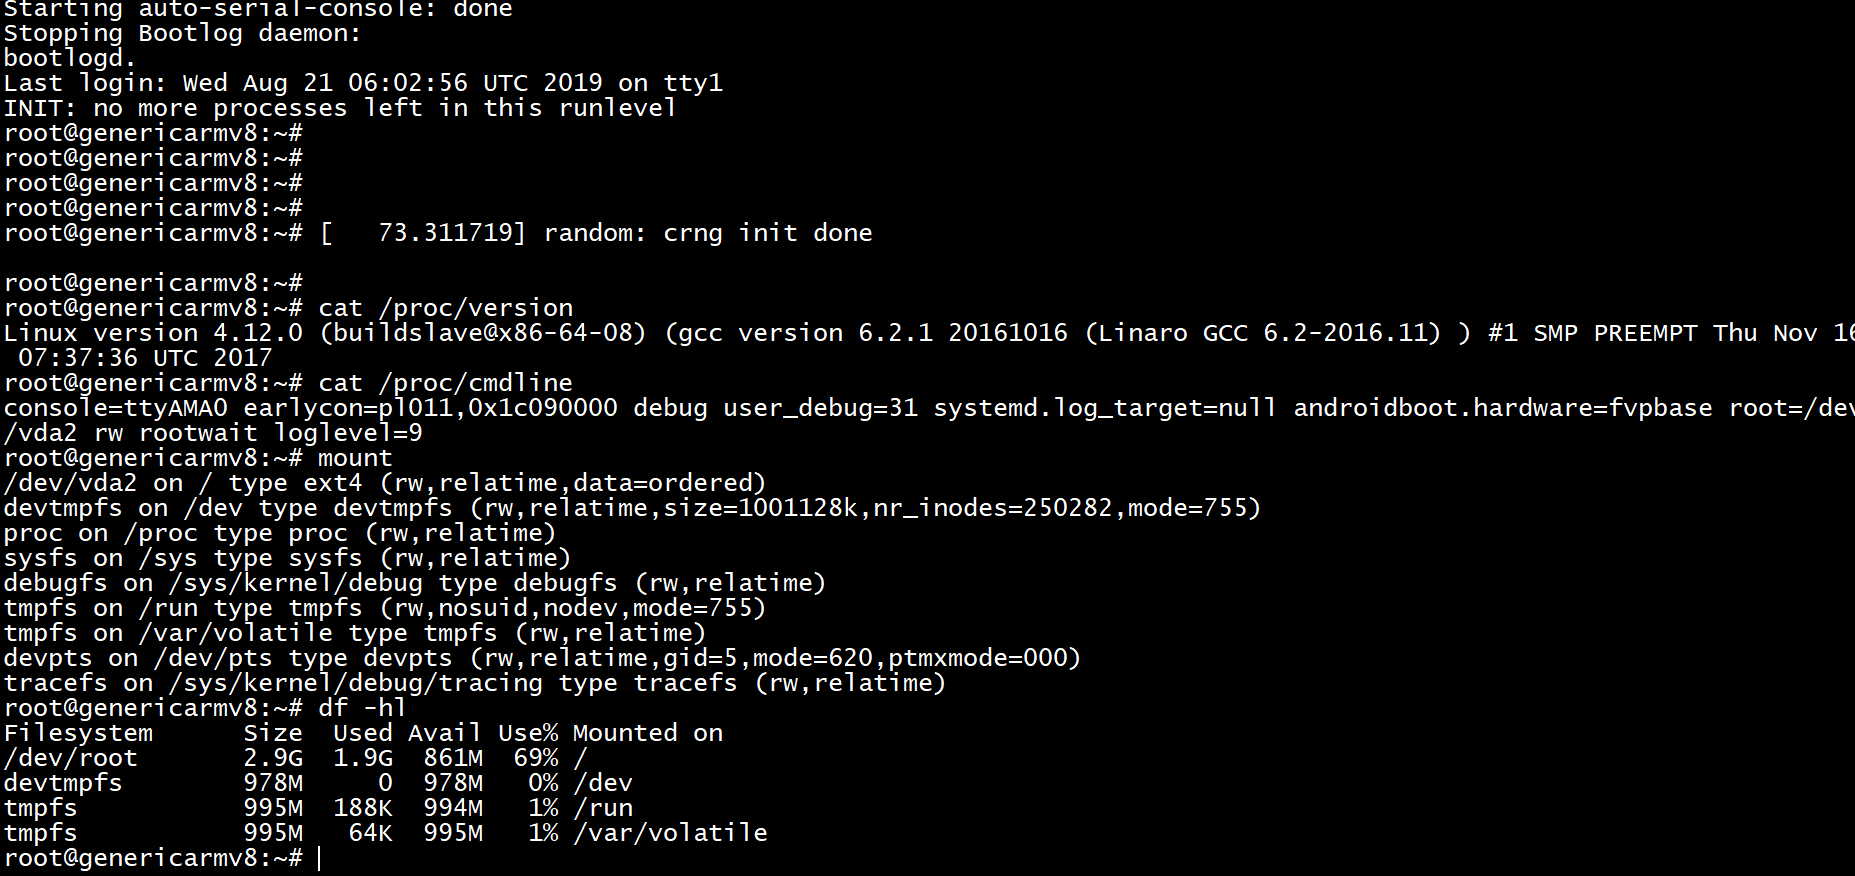 Starting auto-serial-console: done
Stopping Bootlog daemon:
bootlogd.
Last login: Wed Aug 21 06:02:56 UTC 2019 on tty1
INIT: no more processes left in this runlevel
root@genericarmv8:~#
root@genericarmv8:~#
root@genericarmv8:~#
root@genericarmv8:~#
root@genericarmv8:~# [   73.311719] random: crng init done

root@genericarmv8:~#
root@genericarmv8:~# cat /proc/version
Linux version 4.12.0 (buildslave@x86-64-08) (gcc version 6.2.1 20161016 (Linaro GCC 6.2-2016.11) ) #1 SMP PREEMPT Thu Nov 16
 07:37:36 UTC 2017
root@genericarmv8:~# cat /proc/cmdline
console=ttyAMA0 earlycon=pl011,0x1c090000 debug user_debug=31 systemd.log_target=null androidboot.hardware=fvpbase root=/dev
/vda2 rw rootwait loglevel=9
root@genericarmv8:~# mount
/dev/vda2 on / type ext4 (rw,relatime,data=ordered)
devtmpfs on /dev type devtmpfs (rw,relatime,size=1001128k,nr_inodes=250282,mode=755)
proc on /proc type proc (rw,relatime)
sysfs on /sys type sysfs (rw,relatime)
debugfs on /sys/kernel/debug type debugfs (rw,relatime)
tmpfs on /run type tmpfs (rw,nosuid,nodev,mode=755)
tmpfs on /var/volatile type tmpfs (rw,relatime)
devpts on /dev/pts type devpts (rw,relatime,gid=5,mode=620,ptmxmode=000)
tracefs on /sys/kernel/debug/tracing type tracefs (rw,relatime)
root@genericarmv8:~# df -hl
Filesystem      Size  Used Avail Use% Mounted on
/dev/root       2.9G  1.9G  861M  69% /
devtmpfs        978M     0  978M   0% /dev
tmpfs           995M  188K  994M   1% /run
tmpfs           995M   64K  995M   1% /var/volatile
root@genericarmv8:~#